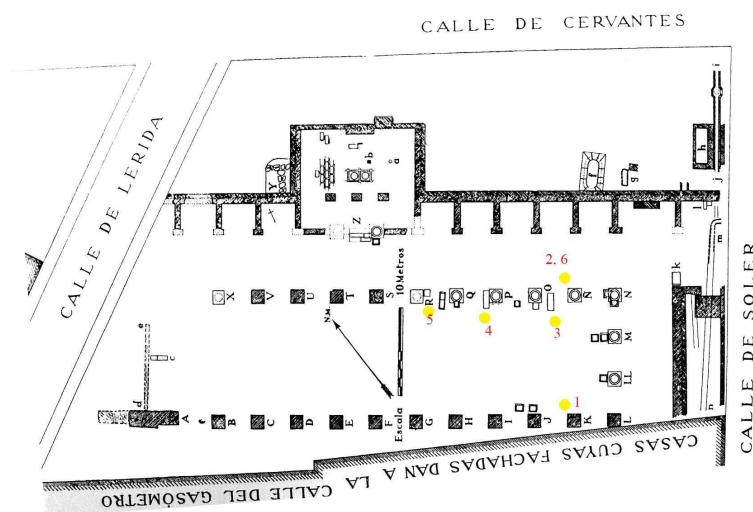 CALLE DE CERVANTES
CALLE DE LERIDA
CALLE DE SOLER
CASAS CUYAS FACHADAS DAN A LA CALLE DEL GASÓMETRO
i
h
j
l
m
k
n
f
g
b
a
Y
Z
2, 6
X
V
U
T
S
10 Metros
R
Q
P
O
Ñ
N
N.M.
5
4
3
M
LL
e
c
d
1
A
e
B
C
D
E
F
Escala
G
H
I
J
K
L